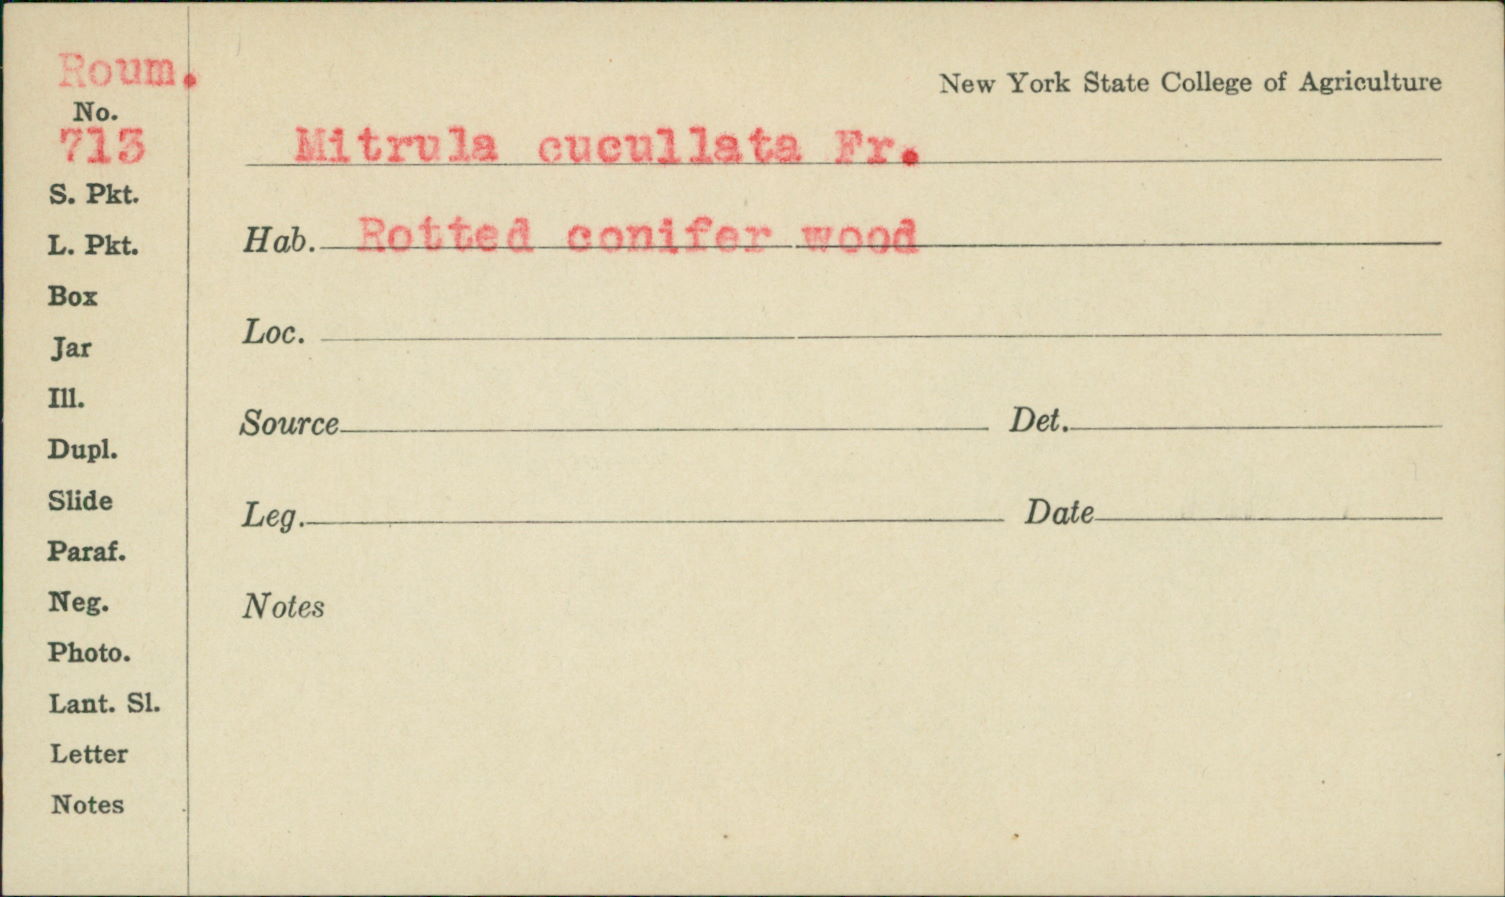 Roum.
No.
713
S. Pkt.
L. Pkt.
Box
Jar
Ill.
Dupl.
Slide
Paraf.
Neg.
Photo.
Lant. Sl.
Letter
Notes
New York State College of Agriculture
Mitrula cucullata Fr.
Hab. Rotted conifer wood
Loc.
Source Det.
Leg. Date
Notes